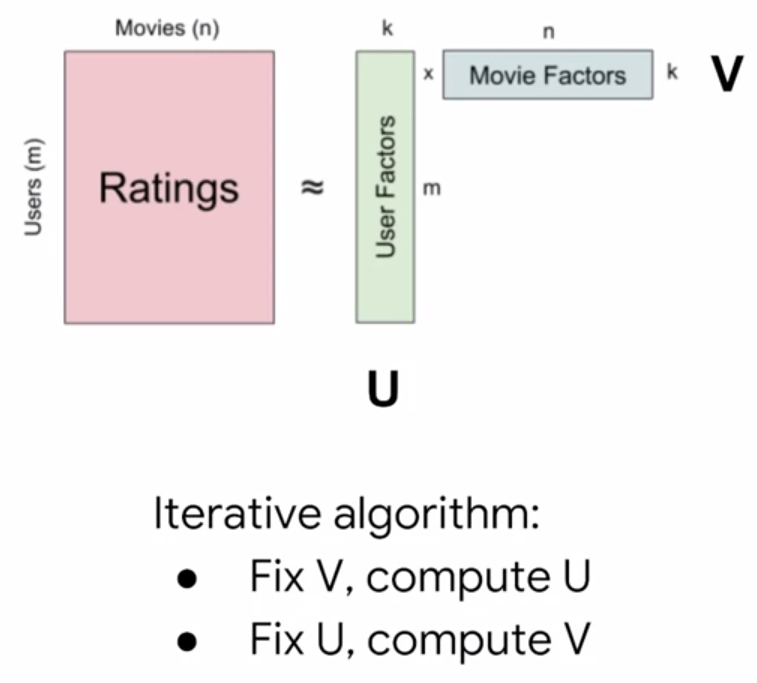 Movies (n)
k
n
Users (m)
Ratings
≈
User Factors
x
Movie Factors
k
V
m
U
Iterative algorithm:
● Fix V, compute U
● Fix U, compute V